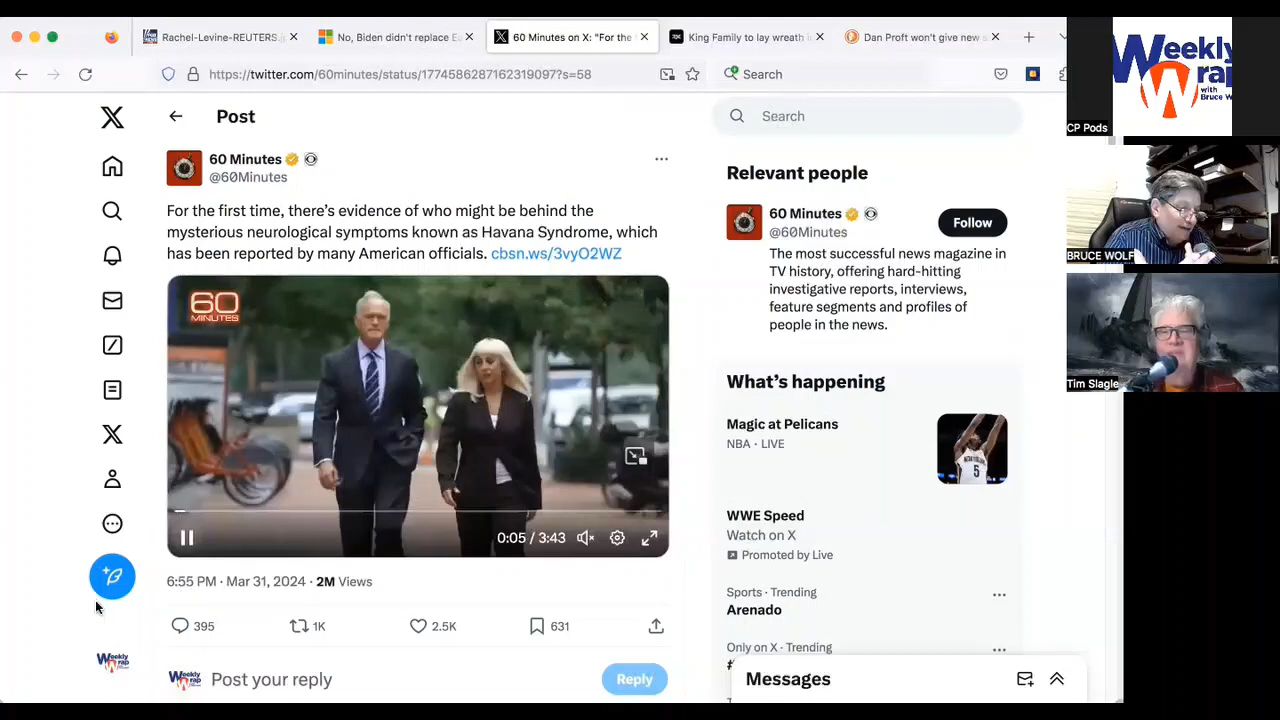 Rachel-Levine-REUTERS.j
No, Biden didn't replace Ea
60 Minutes on X: "For the
King Family to lay wreath i
Dan Proft won't give new s
https://twitter.com/60minutes/status/1774586287162319097?s=58
Search
Post
60 Minutes
@60Minutes
For the first time, there's evidence of who might be behind the
mysterious neurological symptoms known as Havana Syndrome, which
has been reported by many American officials. cbsn.ws/3vyO2WZ
60
MINUTES
0:05 / 3:43
6:55 PM · Mar 31, 2024 · 2M Views
395
1K
2.5K
631
Weekly
rap
Weekly
rap
Post your reply
Reply
Search
Relevant people
60 Minutes
@60Minutes
Follow
The most successful news magazine in
TV history, offering hard-hitting
investigative reports, interviews,
feature segments and profiles of
people in the news.
What's happening
Magic at Pelicans
NBA · LIVE
5
WWE Speed
Watch on X
Promoted by Live
Sports · Trending
Arenado
Only on X · Trending
Messages
Weekly
rap
with
Bruce W
CP Pods
BRUCE WOLF
Tim Slagle